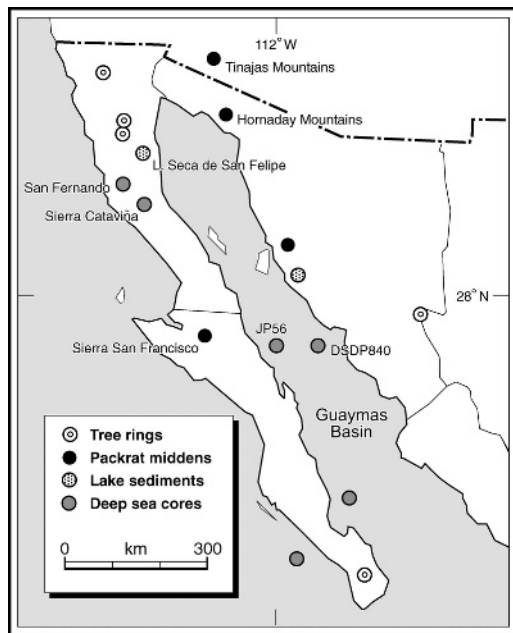 112° W
Tinajas Mountains
Hornaday Mountains
L. Seca de San Felipe
San Fernando
Sierra Cataviña
28° N
JP56
Sierra San Francisco
DSDP840
Guaymas
Basin
Tree rings
Packrat middens
Lake sediments
Deep sea cores
0 km 300